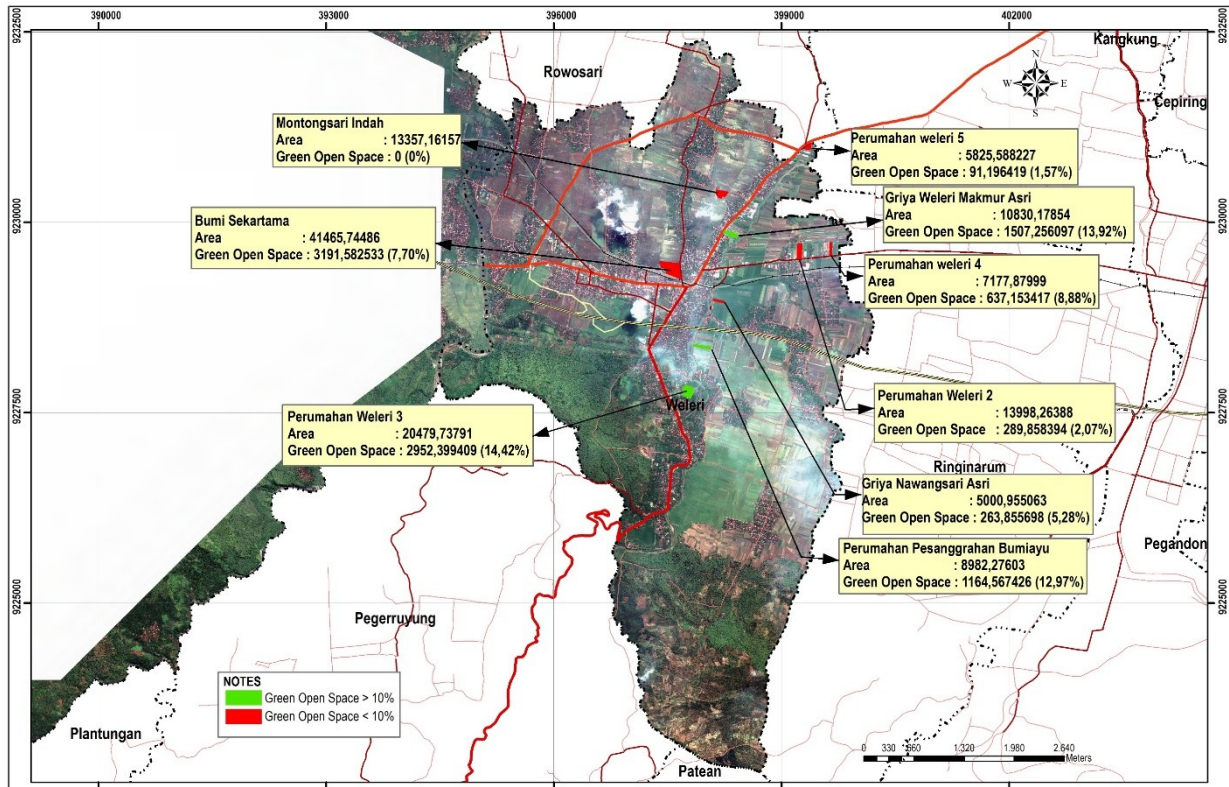 390000
393000
396000
399000
402000
9232500
9232500
Kangkung
Rowosari
N
W
E
S
Cepiring
Montongsari Indah
Area : 13357,16157
Green Open Space : 0 (0%)
Perumahan weleri 5
Area : 5825,588227
Green Open Space : 91,196419 (1,57%)
Griya Weleri Makmur Asri
Area : 10830,17854
Green Open Space : 1507,256097 (13,92%)
9230000
9230000
Bumi Sekartama
Area : 41465,74486
Green Open Space : 3191,582533 (7,70%)
Perumahan weleri 4
Area : 7177,87999
Green Open Space : 637,153417 (8,88%)
Perumahan Weleri 2
Area : 13998,26388
Green Open Space : 289,858394 (2,07%)
9227500
9227500
Weleri
Perumahan Weleri 3
Area : 20479,73791
Green Open Space : 2952,399409 (14,42%)
Ringinarum
Griya Nawangsari Asri
Area : 5000,955063
Green Open Space : 263,855698 (5,28%)
Perumahan Pesanggrahan Bumiayu
Area : 8982,27603
Green Open Space : 1164,567426 (12,97%)
Pegandon
9225000
9225000
Pegerruyung
NOTES
Green Open Space > 10%
Green Open Space < 10%
Plantungan
Patean
0 330 660 1.320 1.980 2.640
Meters